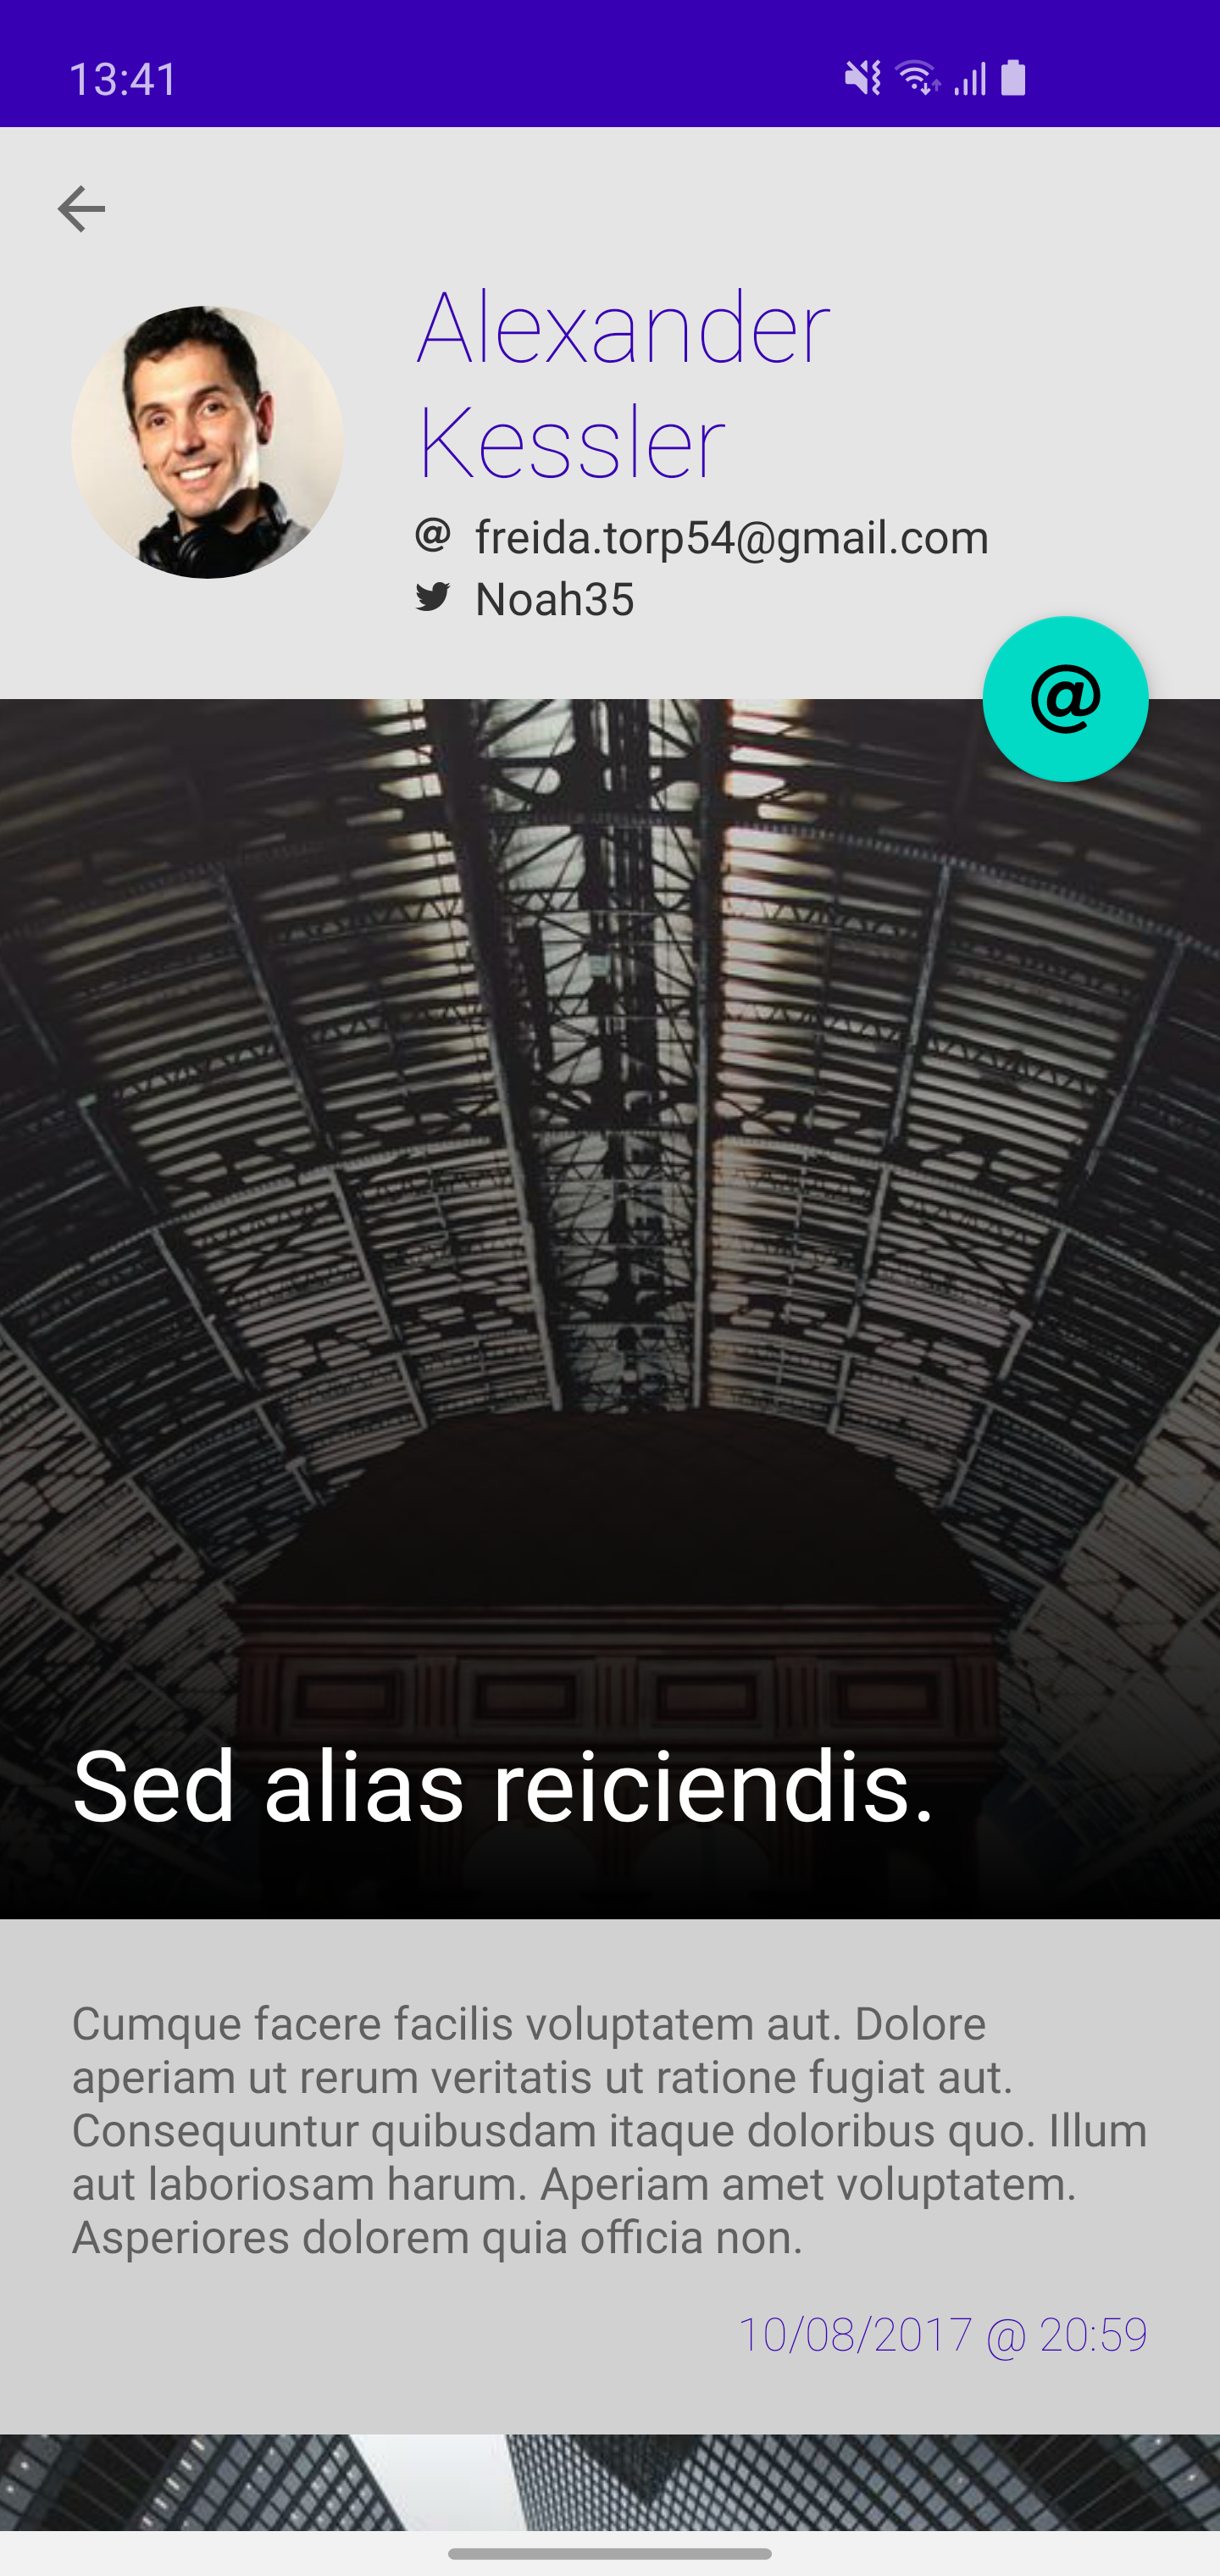 13:41
Alexander
Kessler
@ freida.torp54@gmail.com
Noah35
@
Sed alias reiciendis.
Cumque facere facilis voluptatem aut. Dolore
aperiam ut rerum veritatis ut ratione fugiat aut.
Consequuntur quibusdam itaque doloribus quo. Illum
aut laboriosam harum. Aperiam amet voluptatem.
Asperiores dolorem quia officia non.
10/08/2017 @ 20:59